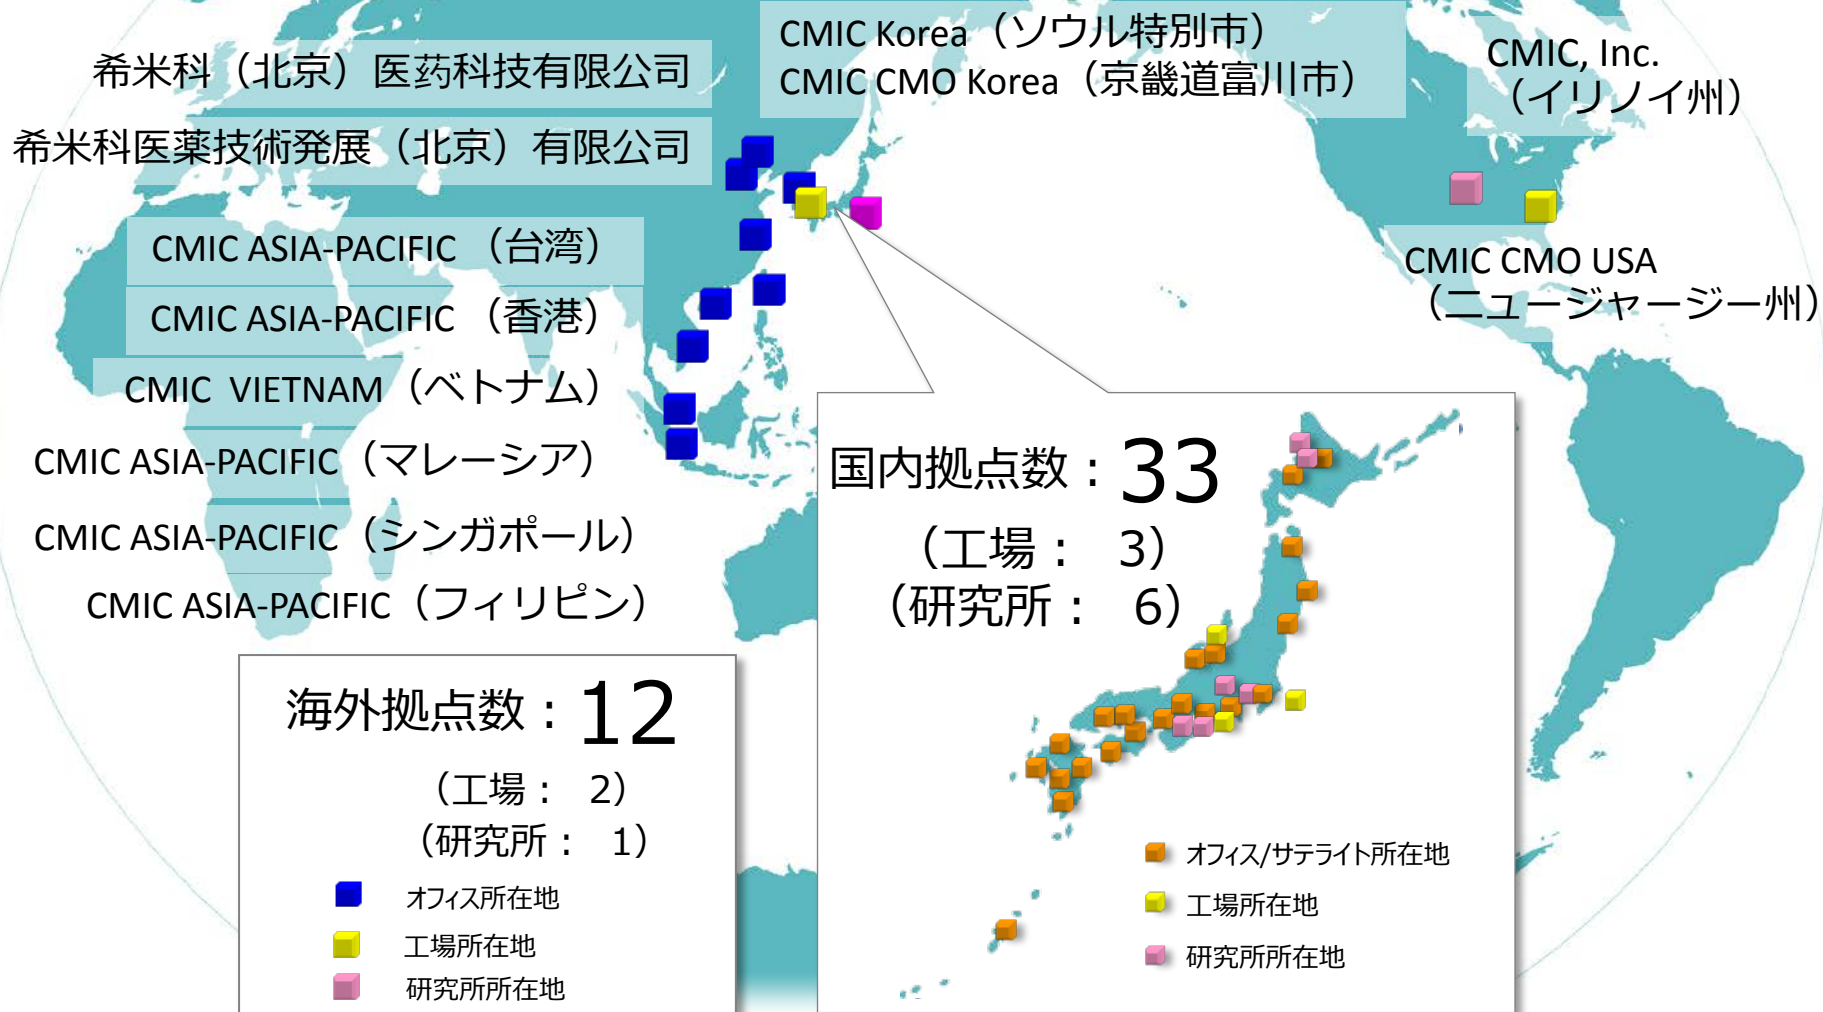 希米科（北京）医药科技有限公司
希米科医薬技術発展（北京）有限公司
CMIC ASIA-PACIFIC （台湾）
CMIC ASIA-PACIFIC （香港）
CMIC VIETNAM（ベトナム）
CMIC ASIA-PACIFIC（マレーシア）
CMIC ASIA-PACIFIC（シンガポール）
CMIC ASIA-PACIFIC（フィリピン）
CMIC Korea（ソウル特別市）
CMIC CMO Korea（京畿道富川市）
CMIC, Inc.
（イリノイ州）
CMIC CMO USA
（ニュージャージー州）
海外拠点数：12
（工場： 2）
（研究所： 1）
オフィス所在地
工場所在地
研究所所在地
国内拠点数：33
（工場： 3）
（研究所： 6）
オフィス/サテライト所在地
工場所在地
研究所所在地